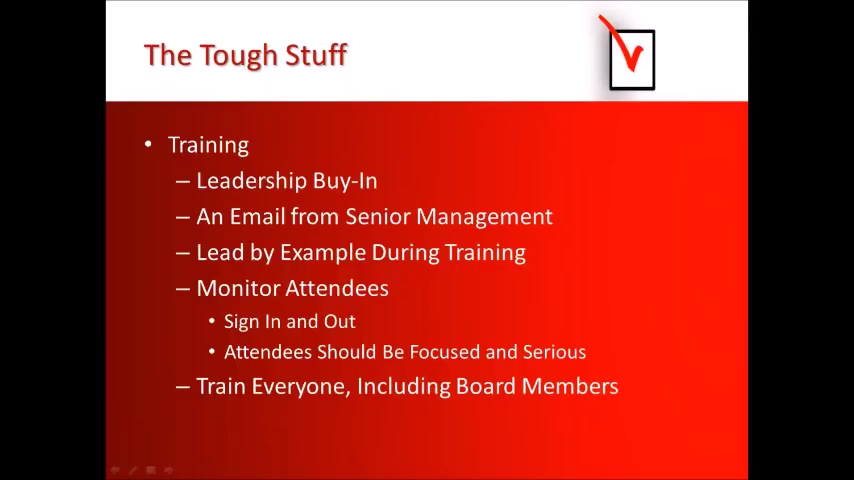 The Tough Stuff
• Training
– Leadership Buy-In
– An Email from Senior Management
– Lead by Example During Training
– Monitor Attendees
• Sign In and Out
• Attendees Should Be Focused and Serious
– Train Everyone, Including Board Members